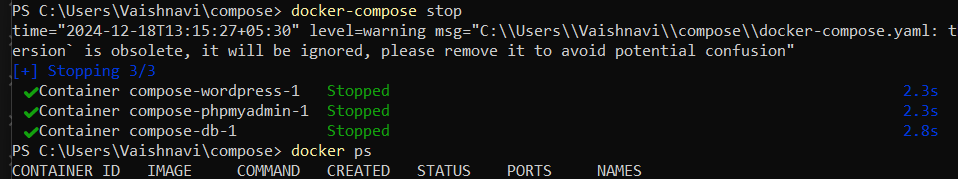 PS C:\Users\Vaishnavi\compose> docker-compose stop
time="2024-12-18T13:15:27+05:30" level=warning msg="C:\\Users\\Vaishnavi\\compose\\docker-compose.yaml: t
ersion` is obsolete, it will be ignored, please remove it to avoid potential confusion"
[+] Stopping 3/3
✔Container compose-wordpress-1 Stopped 2.3s
✔Container compose-phpmyadmin-1 Stopped 2.3s
✔Container compose-db-1 Stopped 2.8s
PS C:\Users\Vaishnavi\compose> docker ps
CONTAINER ID IMAGE COMMAND CREATED STATUS PORTS NAMES